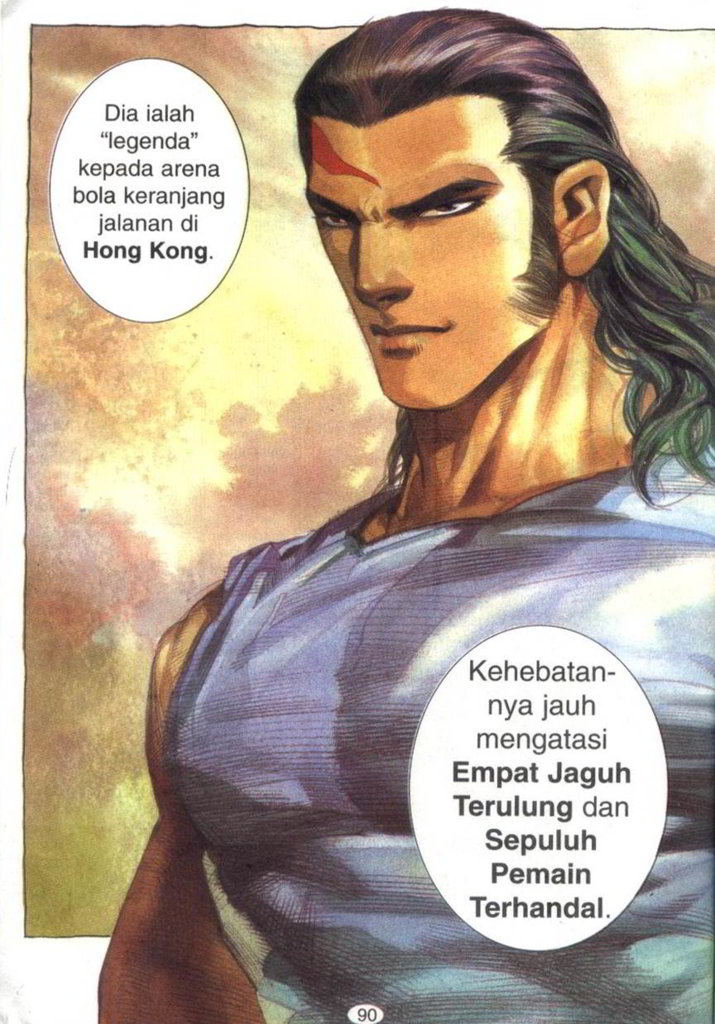 Dia ialah
“legenda”
kepada arena
bola keranjang
jalanan di
Hong Kong.
Kehebatan-
nya jauh
mengatasi
Empat Jaguh
Terulung dan
Sepuluh
Pemain
Terhandal.
90